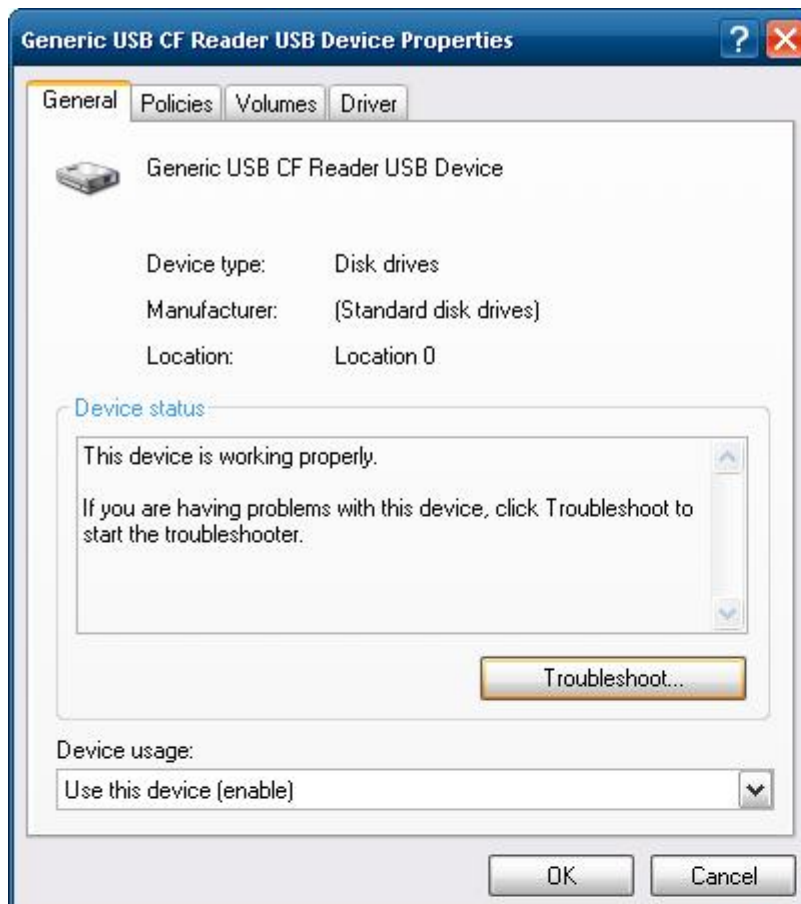 Generic USB CF Reader USB Device Properties
General Policies Volumes Driver
Generic USB CF Reader USB Device
Device type: Disk drives
Manufacturer: (Standard disk drives)
Location: Location 0
Device status
This device is working properly.
If you are having problems with this device, click Troubleshoot to
start the troubleshooter.
Troubleshoot...
Device usage:
Use this device (enable)
OK Cancel